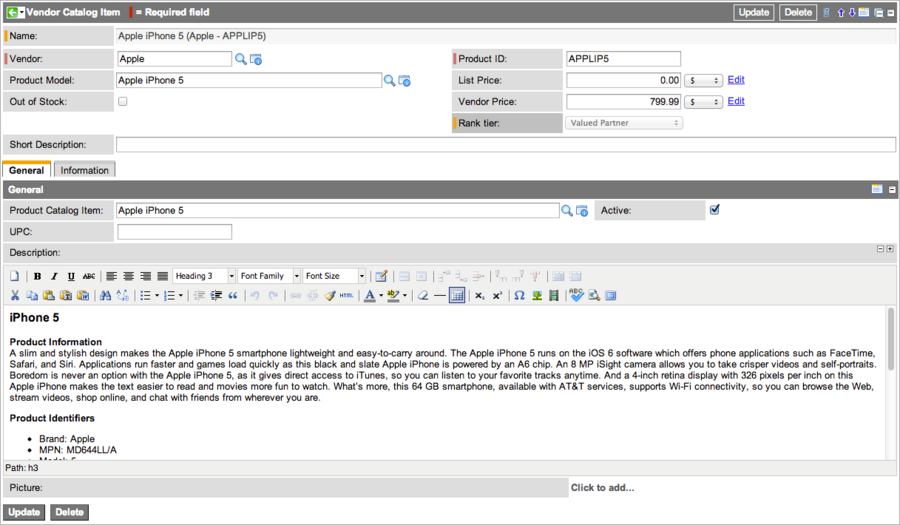 Vendor Catalog Item = Required field Update Delete
Name: Apple iPhone 5 (Apple - APPLIP5)
Vendor: Apple Product ID: APPLIP5
Product Model: Apple iPhone 5 List Price: 0.00 $ Edit
Out of Stock: Vendor Price: 799.99 $ Edit
Rank tier: Valued Partner
Short Description:
General Information
General
Product Catalog Item: Apple iPhone 5 Active:
UPC:
Description:
B I U ABC Heading 3 Font Family Font Size
HTML A ab x₂ x² Ω ABC
iPhone 5
Product Information
A slim and stylish design makes the Apple iPhone 5 smartphone lightweight and easy-to-carry around. The Apple iPhone 5 runs on the iOS 6 software which offers phone applications such as FaceTime,
Safari, and Siri. Applications run faster and games load quickly as this black and slate Apple iPhone is powered by an A6 chip. An 8 MP iSight camera allows you to take crisper videos and self-portraits.
Boredom is never an option with the Apple iPhone 5, as it gives direct access to iTunes, so you can listen to your favorite tracks anytime. And a 4-inch retina display with 326 pixels per inch on this
Apple iPhone makes the text easier to read and movies more fun to watch. What's more, this 64 GB smartphone, available with AT&T services, supports Wi-Fi connectivity, so you can browse the Web,
stream videos, shop online, and chat with friends from wherever you are.
Product Identifiers
Brand: Apple
MPN: MD644LL/A
Path: h3
Picture: Click to add...
Update Delete